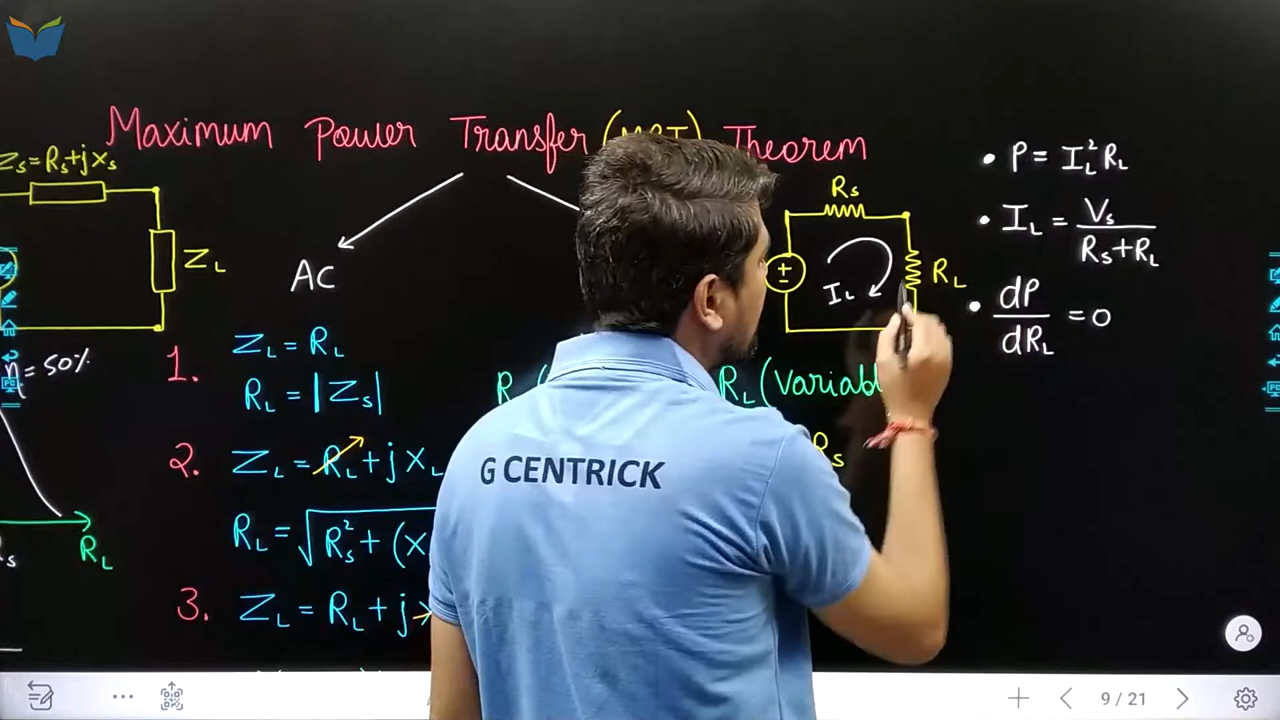 Maximum Power Transfer (MPT) Theorem
Zs=Rs+jXs
ZL
η=50%
RL
AC
1. ZL = RL
RL = |Zs|
2. ZL = RL+jXL
RL = √Rs²+(X
3. ZL = RL+j
Rs
RL
IL
RL(Variabl
Rs
• P = IL²RL
• IL = Vs/(Rs+RL)
• dP/dRL = 0
G CENTRICK
9 / 21